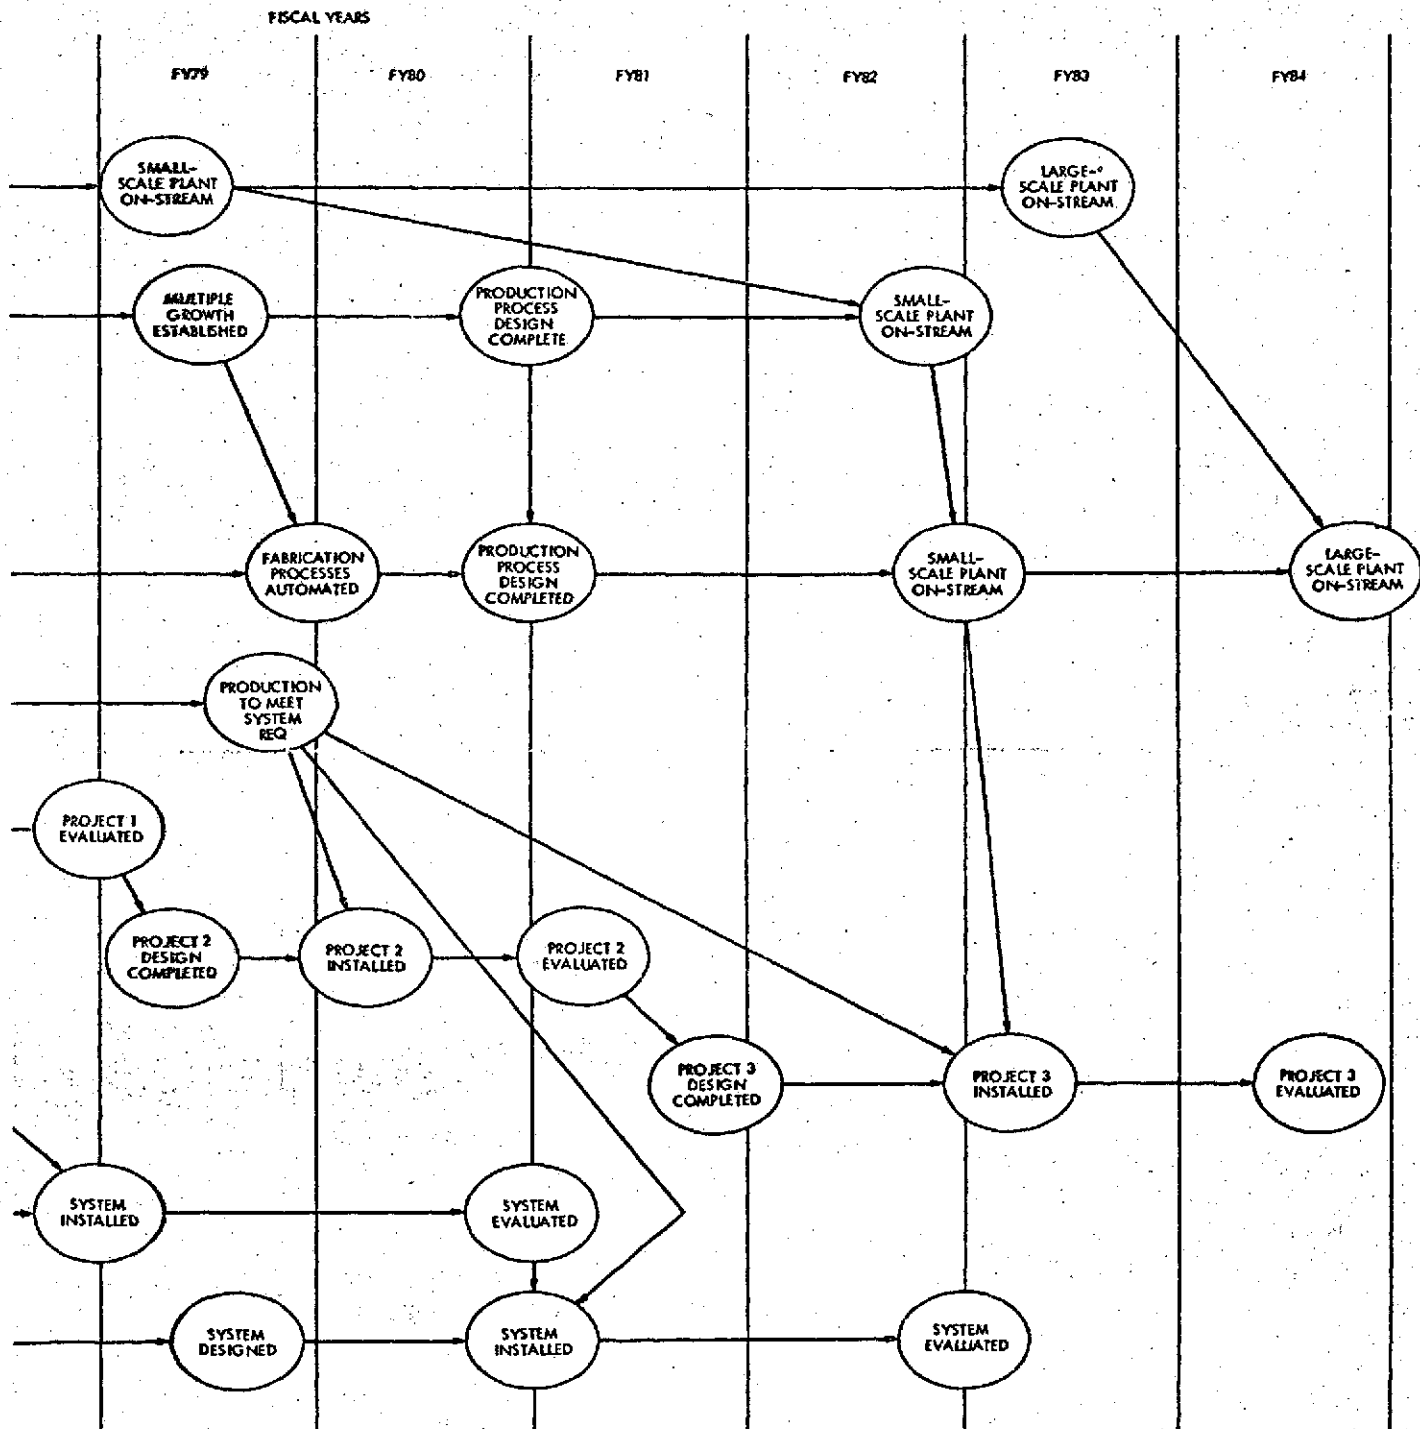 FISCAL YEARS
FY79
FY80
FY81
FY82
FY83
FY84
SMALL-
SCALE PLANT
ON-STREAM
LARGE-
SCALE PLANT
ON-STREAM
MULTIPLE
GROWTH
ESTABLISHED
PRODUCTION
PROCESS
DESIGN
COMPLETE
SMALL-
SCALE PLANT
ON-STREAM
FABRICATION
PROCESSES
AUTOMATED
PRODUCTION
PROCESS
DESIGN
COMPLETED
SMALL-
SCALE PLANT
ON-STREAM
LARGE-
SCALE PLANT
ON-STREAM
PRODUCTION
TO MEET
SYSTEM
REQ
PROJECT 1
EVALUATED
PROJECT 2
DESIGN
COMPLETED
PROJECT 2
INSTALLED
PROJECT 2
EVALUATED
PROJECT 3
DESIGN
COMPLETED
PROJECT 3
INSTALLED
PROJECT 3
EVALUATED
SYSTEM
INSTALLED
SYSTEM
EVALUATED
SYSTEM
DESIGNED
SYSTEM
INSTALLED
SYSTEM
EVALUATED